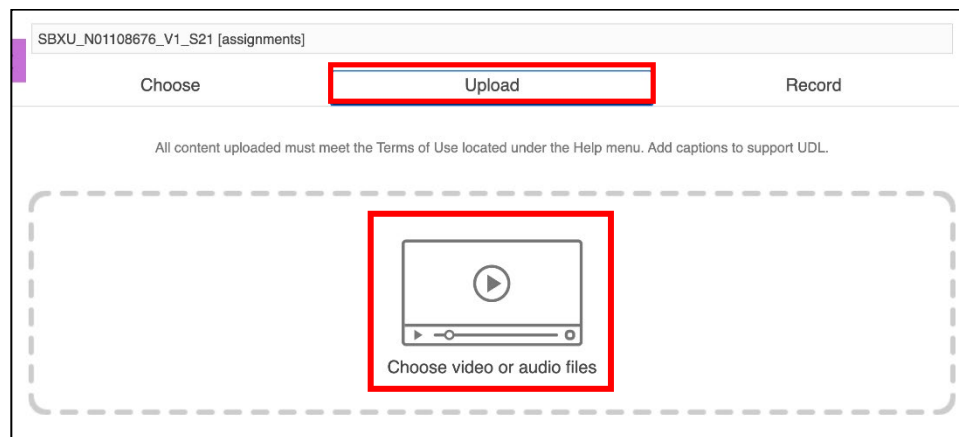 SBXU_N01108676_V1_S21 [assignments]
Choose Upload Record
All content uploaded must meet the Terms of Use located under the Help menu. Add captions to support UDL.
Choose video or audio files